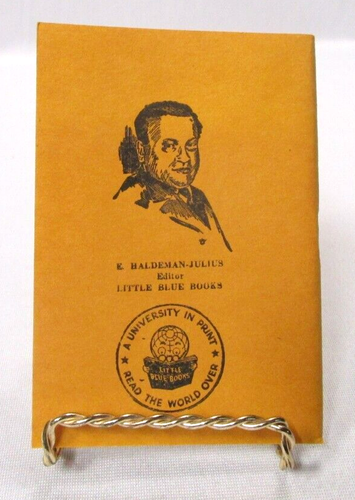 E. HALDEMAN-JULIUS
Editor
LITTLE BLUE BOOKS
A UNIVERSITY IN PRINT
LITTLE
BLUE BOOKS
READ THE WORLD OVER